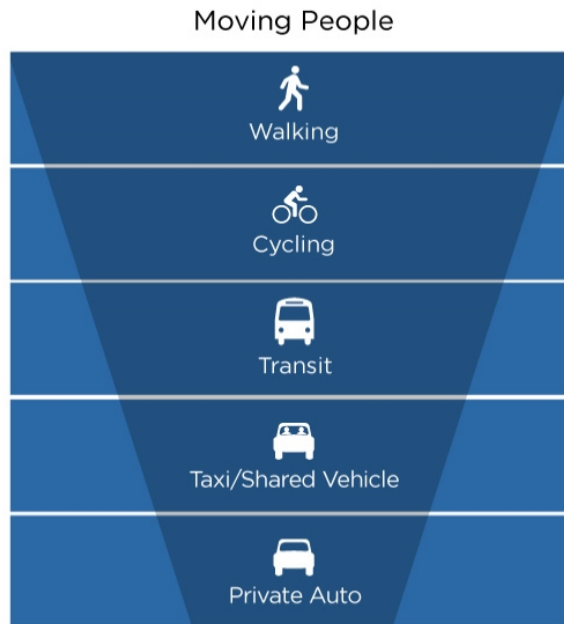 Moving People
Walking
Cycling
Transit
Taxi/Shared Vehicle
Private Auto